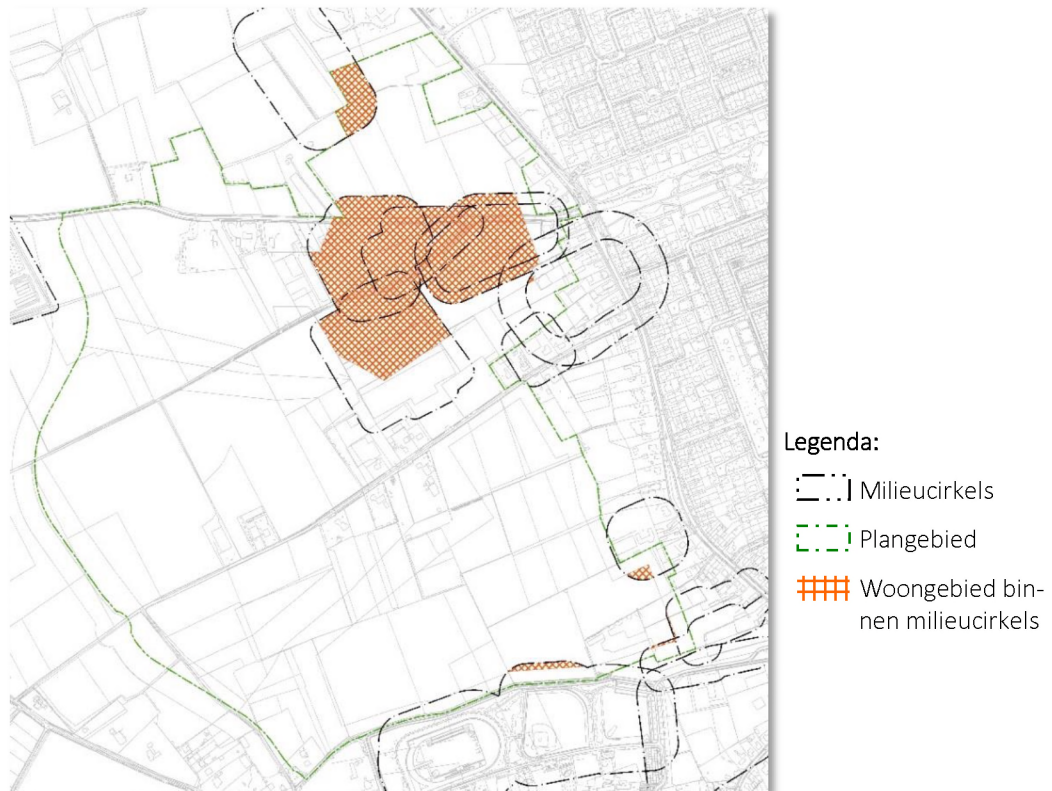 Legenda:
Milieucirkels
Plangebied
Woongebied bin-
nen milieucirkels